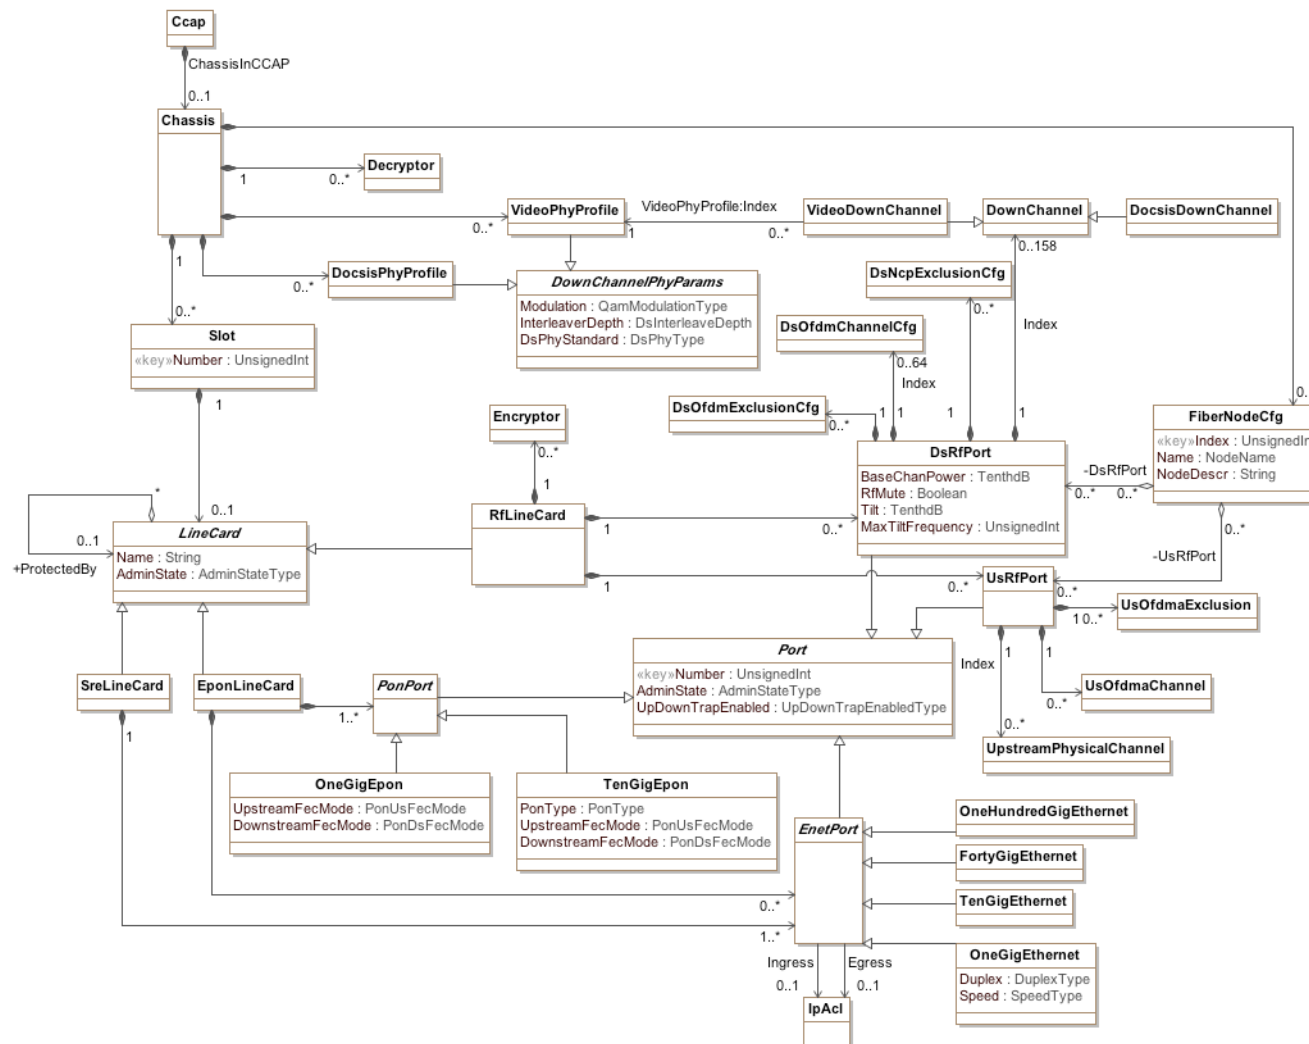 Ccap
ChassisInCCAP
0..1
Chassis
1
0..*
Decryptor
0..*
VideoPhyProfile
VideoPhyProfile:Index
1
0..*
VideoDownChannel
DownChannel
DocsisDownChannel
0..158
1
0..*
0..*
DocsisPhyProfile
DownChannelPhyParams
Modulation : QamModulationType
InterleaverDepth : DsInterleaveDepth
DsPhyStandard : DsPhyType
DsNcpExclusionCfg
0..*
Index
DsOfdmChannelCfg
0..64
Index
Slot
«key»Number : UnsignedInt
1
0..1
DsOfdmExclusionCfg
0..*
1
1
1
1
Encryptor
0..*
1
0..
FiberNodeCfg
«key»Index : UnsignedInt
Name : NodeName
NodeDescr : String
DsRfPort
BaseChanPower : TenthdB
RfMute : Boolean
Tilt : TenthdB
MaxTiltFrequency : UnsignedInt
-DsRfPort
0..*
0..*
0..*
-UsRfPort
0..*
RfLineCard
1
0..*
1
0..*
*
0..1
+ProtectedBy
LineCard
Name : String
AdminState : AdminStateType
UsRfPort
1
0..*
UsOfdmaExclusion
Index
1
1
0..*
UsOfdmaChannel
0..*
UpstreamPhysicalChannel
Port
«key»Number : UnsignedInt
AdminState : AdminStateType
UpDownTrapEnabled : UpDownTrapEnabledType
SreLineCard
1
EponLineCard
1..*
PonPort
OneGigEpon
UpstreamFecMode : PonUsFecMode
DownstreamFecMode : PonDsFecMode
TenGigEpon
PonType : PonType
UpstreamFecMode : PonUsFecMode
DownstreamFecMode : PonDsFecMode
EnetPort
0..*
1..*
OneHundredGigEthernet
FortyGigEthernet
TenGigEthernet
OneGigEthernet
Duplex : DuplexType
Speed : SpeedType
Ingress
0..1
Egress
0..1
IpAcl